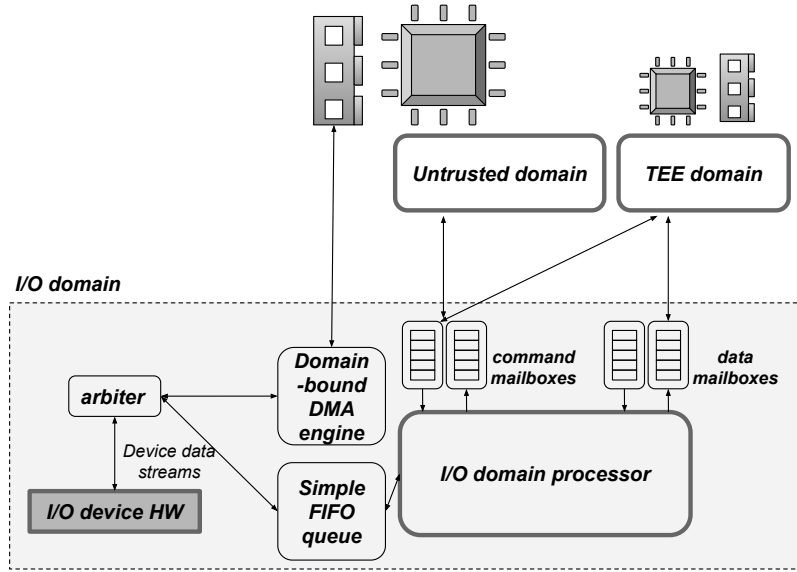 Untrusted domain
TEE domain
I/O domain
command
mailboxes
data
mailboxes
Domain
-bound
DMA
engine
arbiter
Device data
streams
I/O device HW
Simple
FIFO
queue
I/O domain processor